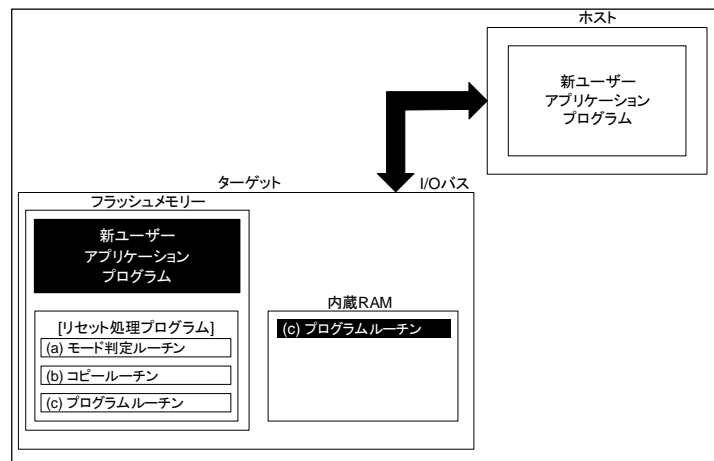 ホスト
新ユーザー
アプリケーション
プログラム
ターゲット
I/Oバス
フラッシュメモリー
新ユーザー
アプリケーション
プログラム
[リセット処理プログラム]
(a) モード判定ルーチン
(b) コピールーチン
(c) プログラムルーチン
内蔵RAM
(c) プログラムルーチン